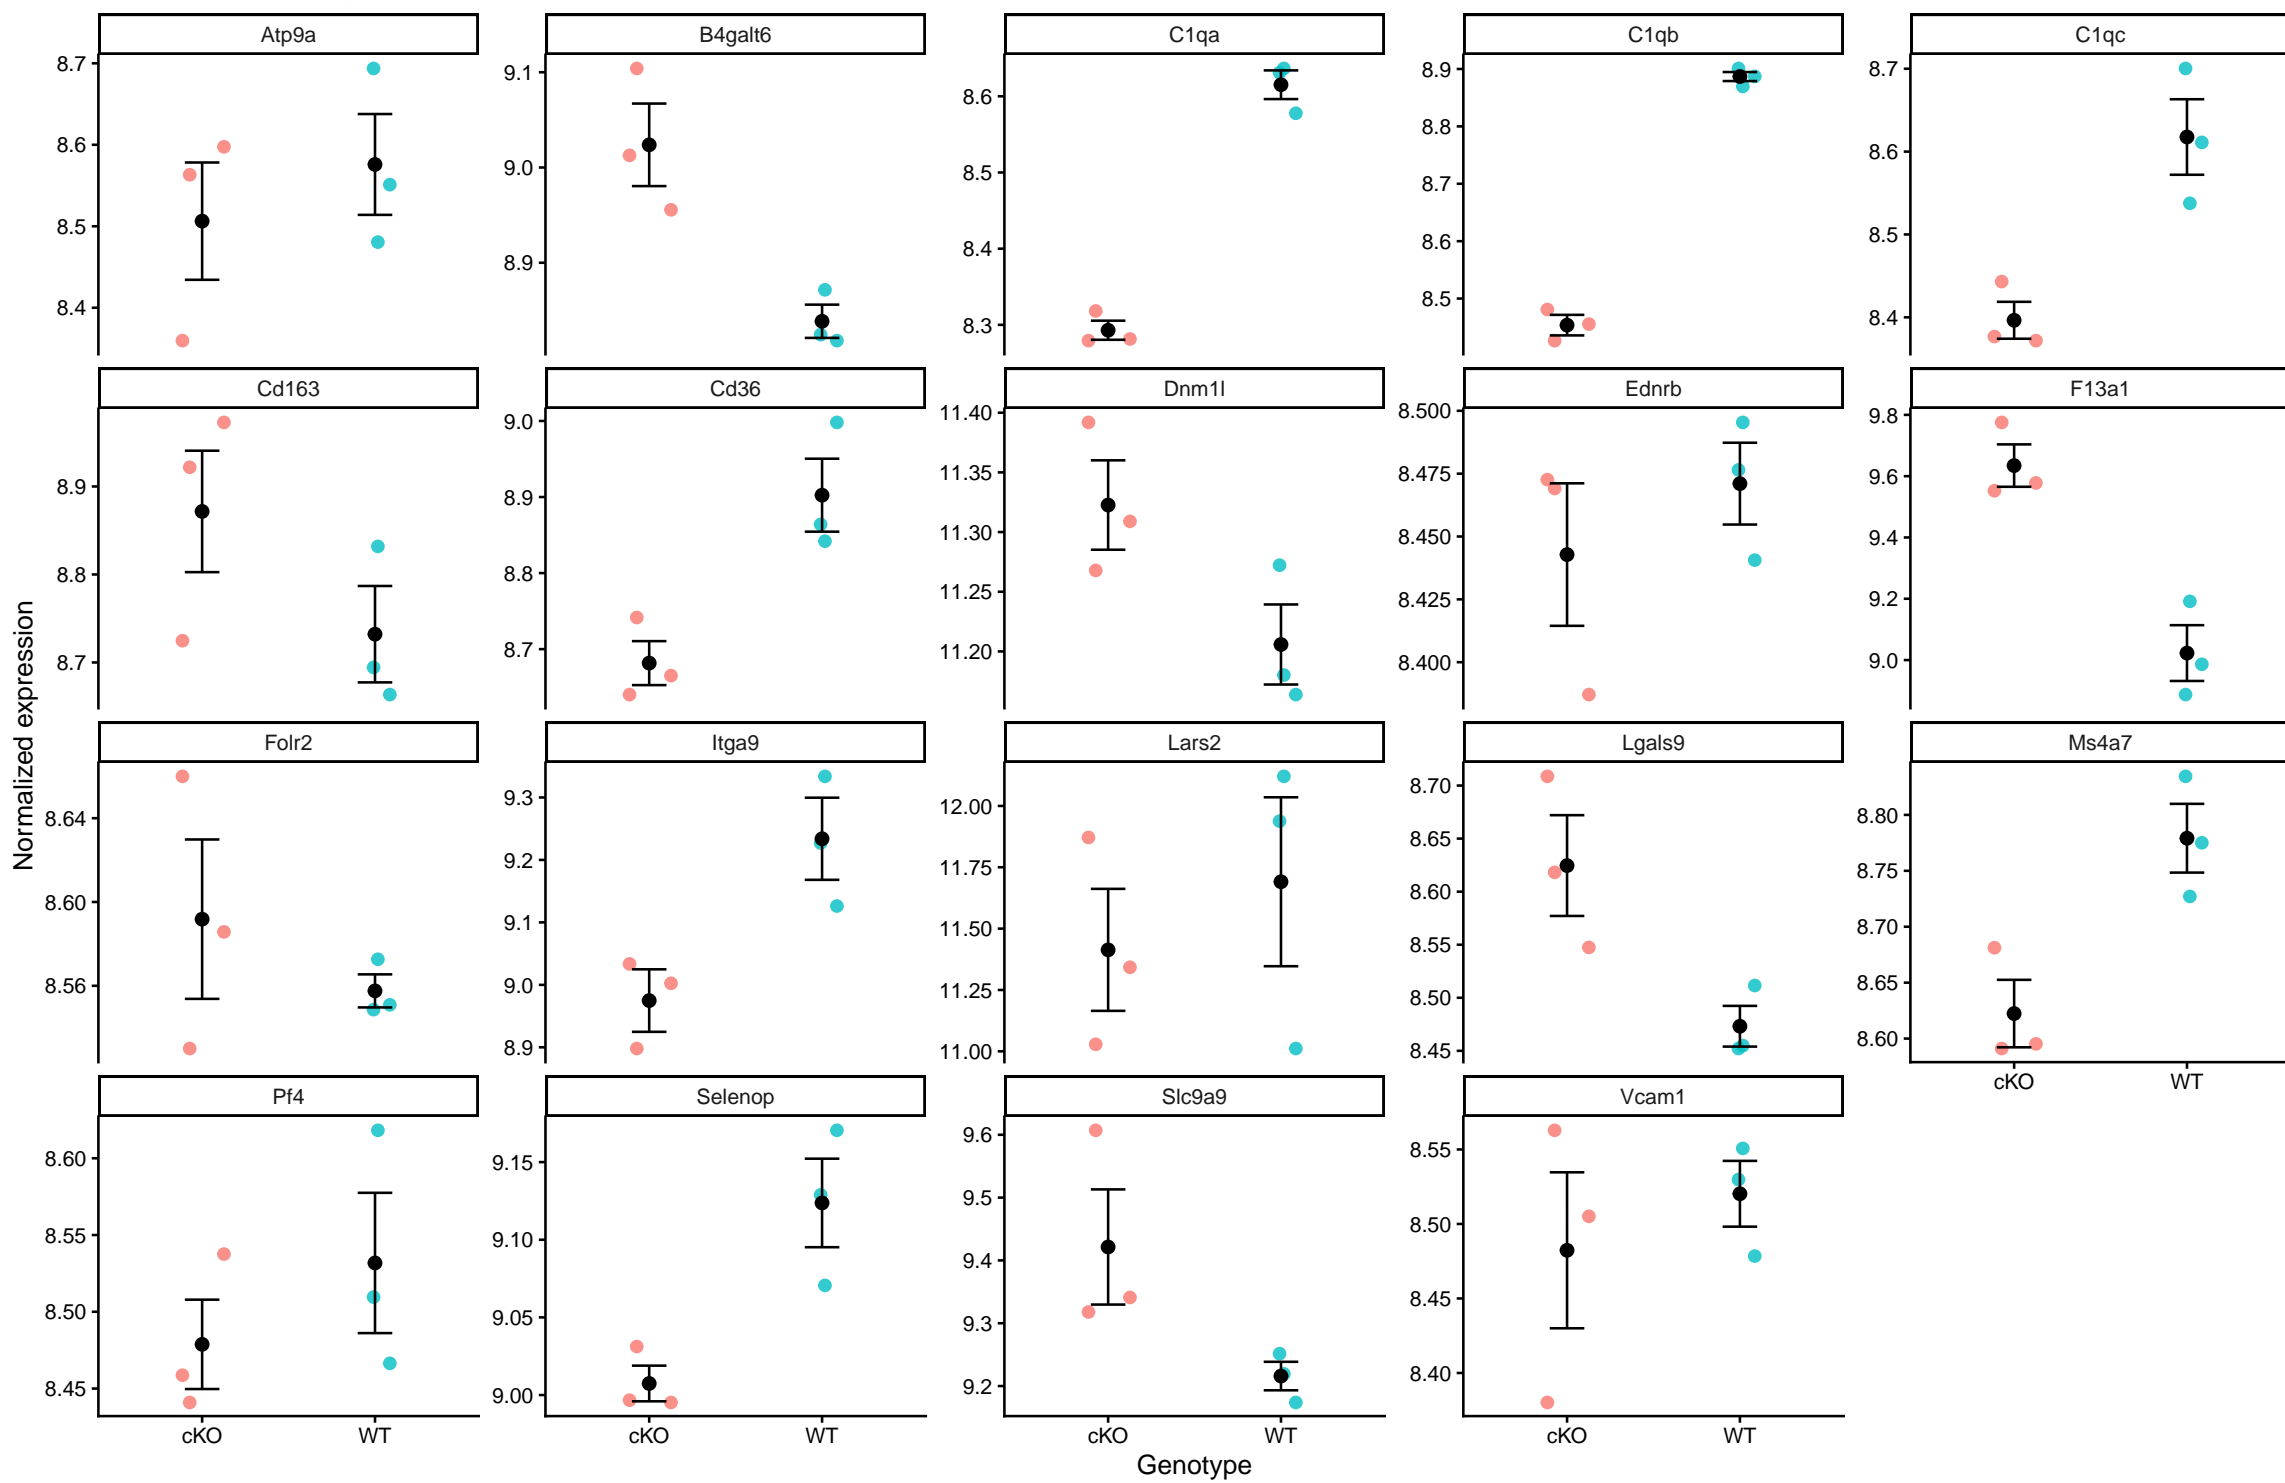 Atp9a B4galt6 C1qa C1qb C1qc
8.7 9.1 8.6 8.9 8.7
8.6 9.0 8.5 8.8 8.6
8.5 8.9 8.4 8.7 8.5
8.4 8.3 8.6 8.4
8.5
Cd163 Cd36 Dnm1l Ednrb F13a1
8.9 9.0 11.40 8.500 9.8
8.8 8.9 11.35 8.475 9.6
8.7 8.8 11.30 8.450 9.4
8.7 11.25 8.425 9.2
11.20 8.400 9.0
Normalized expression
Folr2 Itga9 Lars2 Lgals9 Ms4a7
8.64 9.3 12.00 8.70 8.80
8.60 9.2 11.75 8.65 8.75
8.56 9.1 11.50 8.60 8.70
9.0 11.25 8.55 8.65
8.9 11.00 8.50 8.60
8.45
cKO WT
Pf4 Selenop Slc9a9 Vcam1
8.60 9.15 9.6 8.55
8.55 9.10 9.5 8.50
8.50 9.05 9.4 8.45
8.45 9.00 9.3 8.40
9.2
cKO WT cKO WT cKO WT cKO WT
Genotype